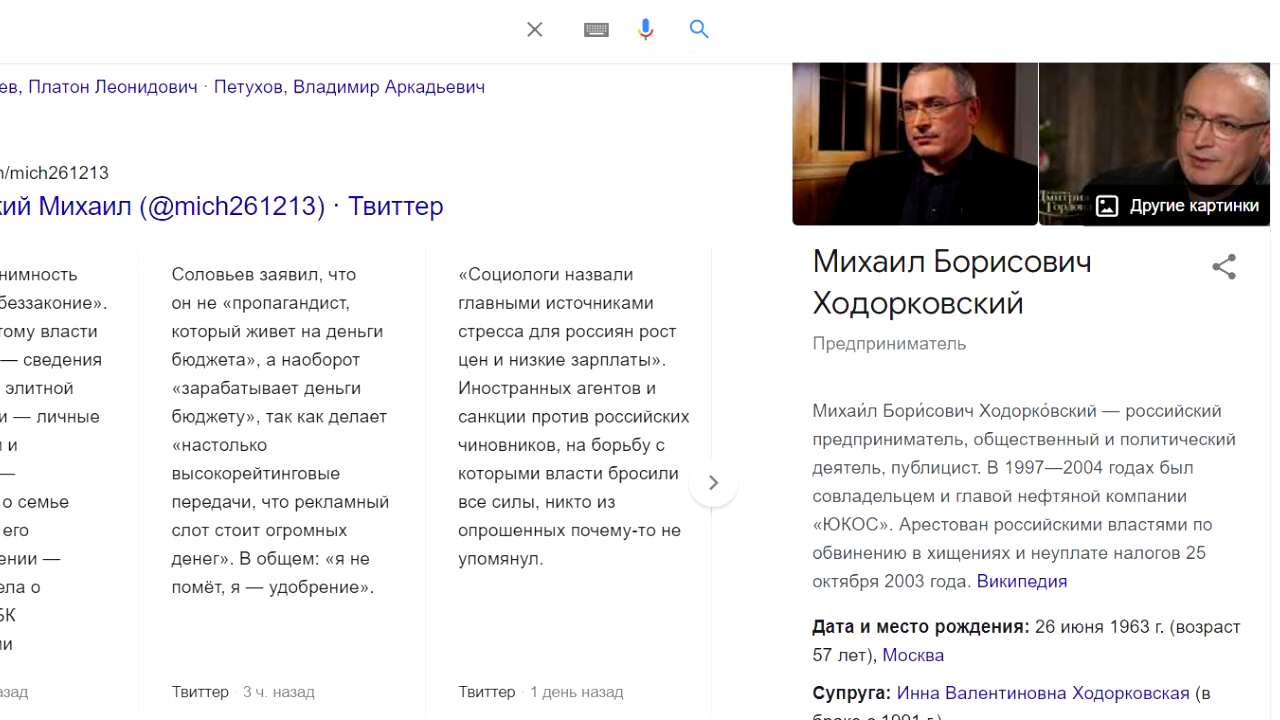 ев, Платон Леонидович · Петухов, Владимир Аркадьевич
/mich261213
кий Михаил (@mich261213) · Твиттер
нимность
беззаконие».
тому власти
— сведения
элитной
и — личные
и
—
о семье
его
ении —
ела о
БК
ии
азад
Соловьев заявил, что
он не «пропагандист,
который живет на деньги
бюджета», а наоборот
«зарабатывает деньги
бюджету», так как делает
«настолько
высокорейтинговые
передачи, что рекламный
слот стоит огромных
денег». В общем: «я не
помёт, я — удобрение».
Твиттер · 3 ч. назад
«Социологи назвали
главными источниками
стресса для россиян рост
цен и низкие зарплаты».
Иностранных агентов и
санкции против российских
чиновников, на борьбу с
которыми власти бросили
все силы, никто из
опрошенных почему-то не
упомянул.
Твиттер · 1 день назад
Дмитрия
Гордона
Другие картинки
Михаил Борисович
Ходорковский
Предприниматель
Михаи́л Бори́сович Ходорко́вский — российский
предприниматель, общественный и политический
деятель, публицист. В 1997—2004 годах был
совладельцем и главой нефтяной компании
«ЮКОС». Арестован российскими властями по
обвинению в хищениях и неуплате налогов 25
октября 2003 года. Википедия
Дата и место рождения: 26 июня 1963 г. (возраст
57 лет), Москва
Супруга: Инна Валентиновна Ходорковская (в
браке с 1991 г.)